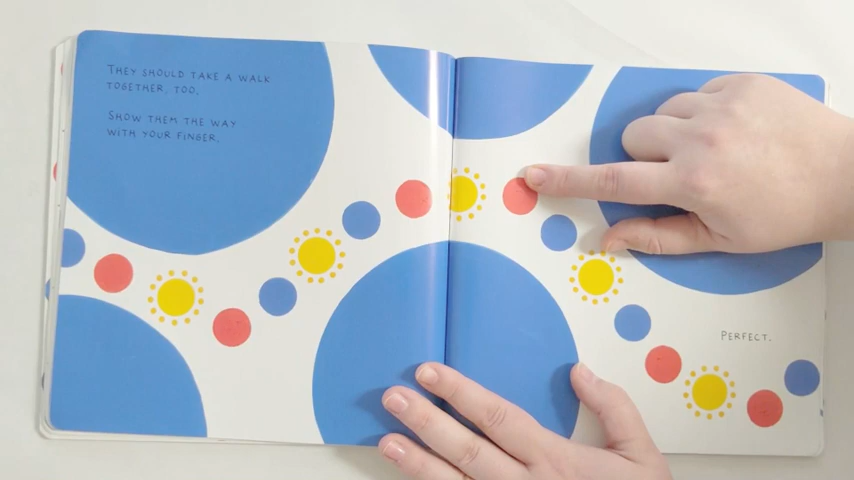 THEY SHOULD TAKE A WALK
TOGETHER, TOO.
SHOW THEM THE WAY
WITH YOUR FINGER.
PERFECT.